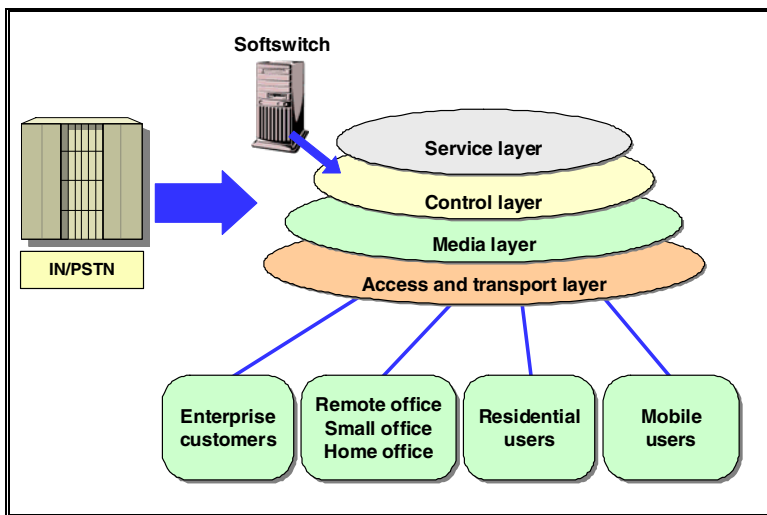 Softswitch
Service layer
Control layer
Media layer
IN/PSTN
Access and transport layer
Enterprise
customers
Remote office
Small office
Home office
Residential
users
Mobile
users